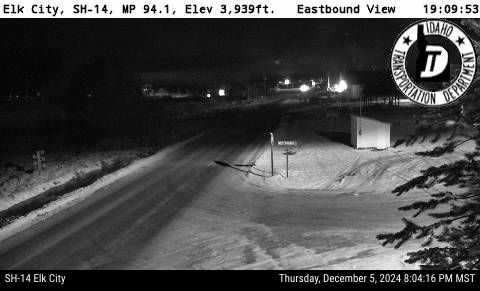 Elk City, SH-14, MP 94.1, Elev 3,939ft. Eastbound View 19:09:53
IDAHO
TRANSPORTATION DEPARTMENT
SH-14 Elk City Thursday, December 5, 2024 8:04:16 PM MST